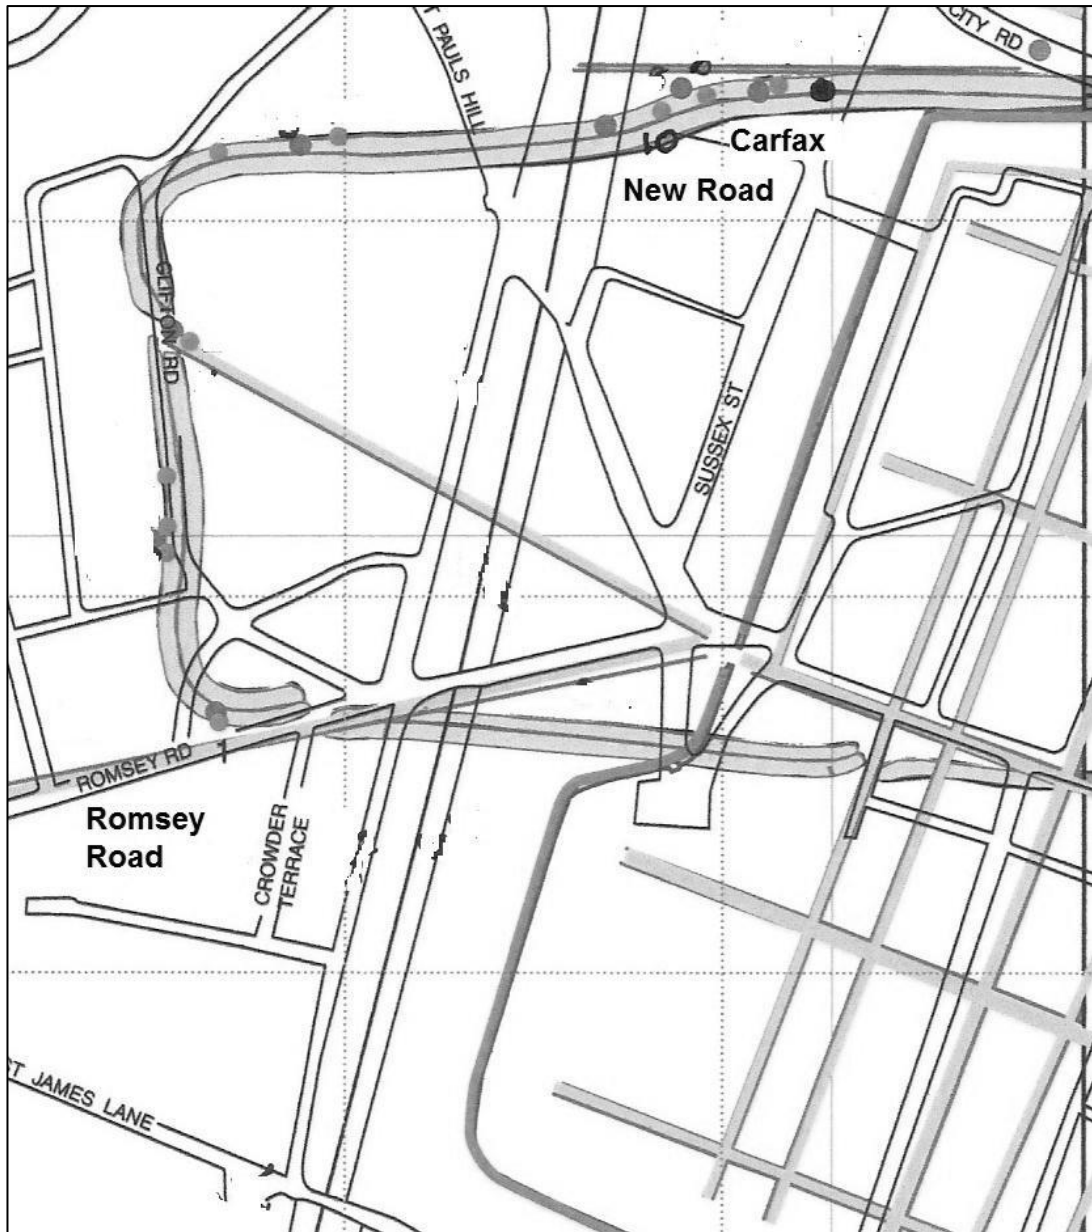 CITY RD
T PAULS HILL
Carfax
New Road
CLIFTON RD
SUSSEX ST
ROMSEY RD
Romsey
Road
CROWDER
TERRACE
ST JAMES LANE